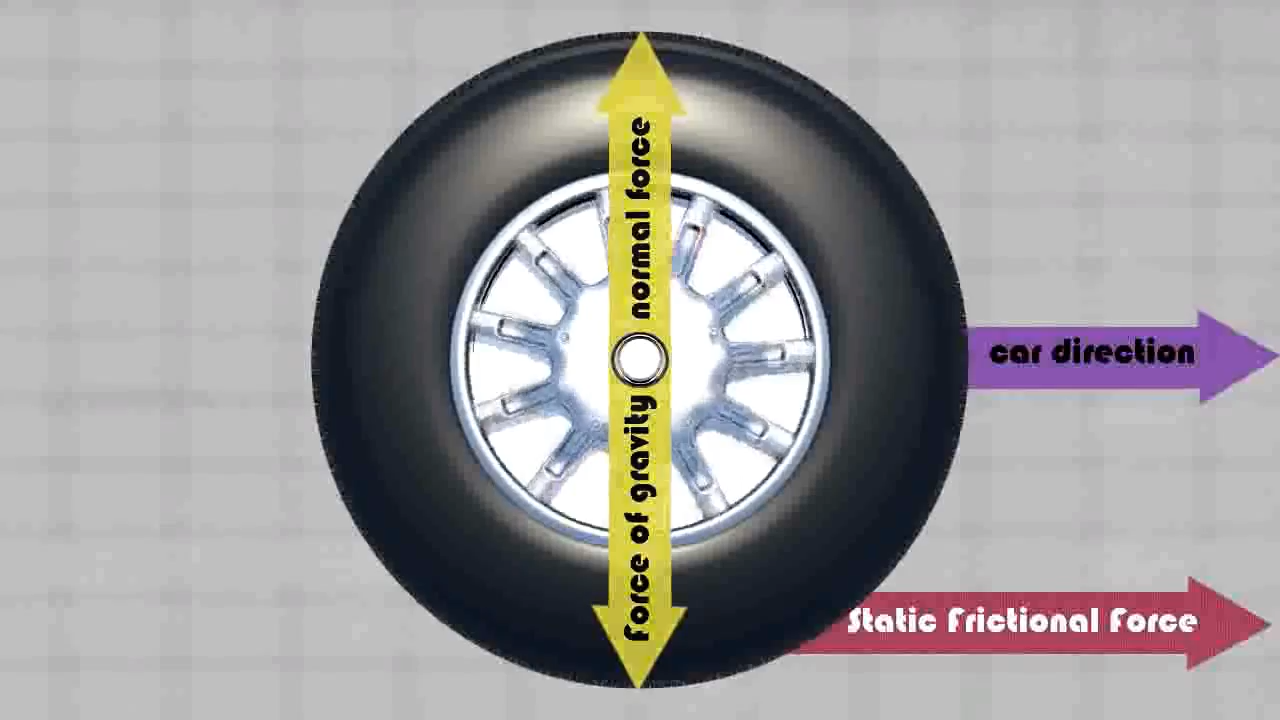 normal force
Force of gravity
car direction
Static Frictional Force